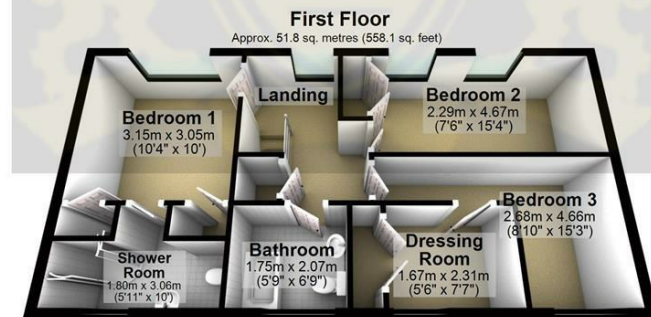 First Floor
Approx. 51.8 sq. metres (558.1 sq. feet)
Landing
Bedroom 1
3.15m x 3.05m
(10'4" x 10')
Bedroom 2
2.29m x 4.67m
(7'6" x 15'4")
Bedroom 3
2.68m x 4.66m
(8'10" x 15'3")
Shower
Room
1.80m x 3.06m
(5'11" x 10')
Bathroom
1.75m x 2.07m
(5'9" x 6'9")
Dressing
Room
1.67m x 2.31m
(5'6" x 7'7")